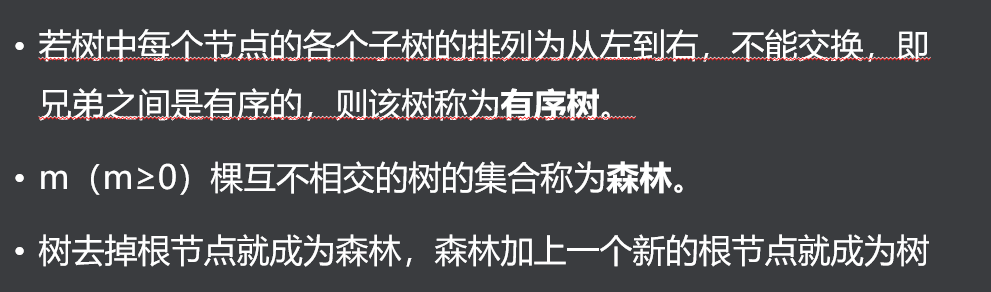 • 若树中每个节点的各个子树的排列为从左到右，不能交换，即
兄弟之间是有序的，则该树称为有序树。
• m（m≥0）棵互不相交的树的集合称为森林。
• 树去掉根节点就成为森林，森林加上一个新的根节点就成为树